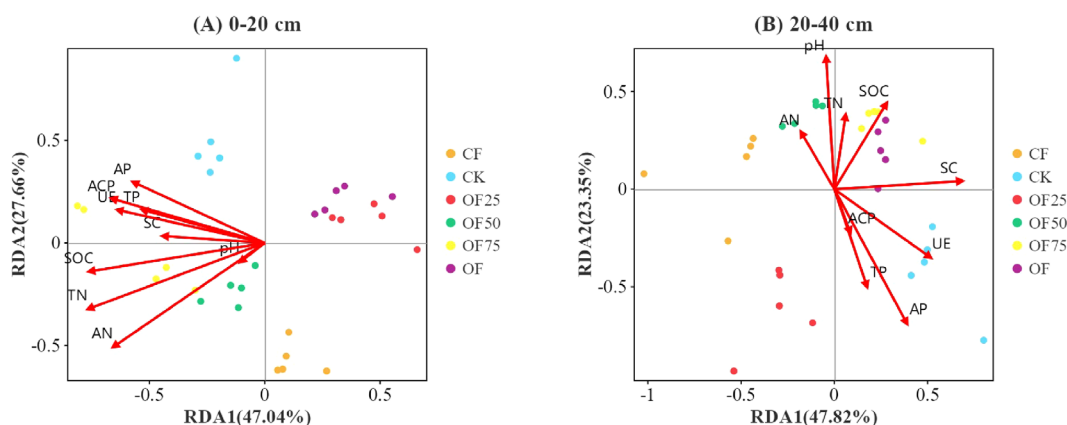 (A) 0-20 cm
RDA2(27.66%)
0.5
0
-0.5
AP
ACP
UE TP
SC
pH
SOC
TN
AN
-0.5
0
0.5
RDA1(47.04%)
CF
CK
OF25
OF50
OF75
OF
(B) 20-40 cm
RDA2(23.35%)
0.5
0
-0.5
pH
SOC
TN
AN
SC
ACP
UE
TP
AP
-1
-0.5
0
0.5
RDA1(47.82%)
CF
CK
OF25
OF50
OF75
OF